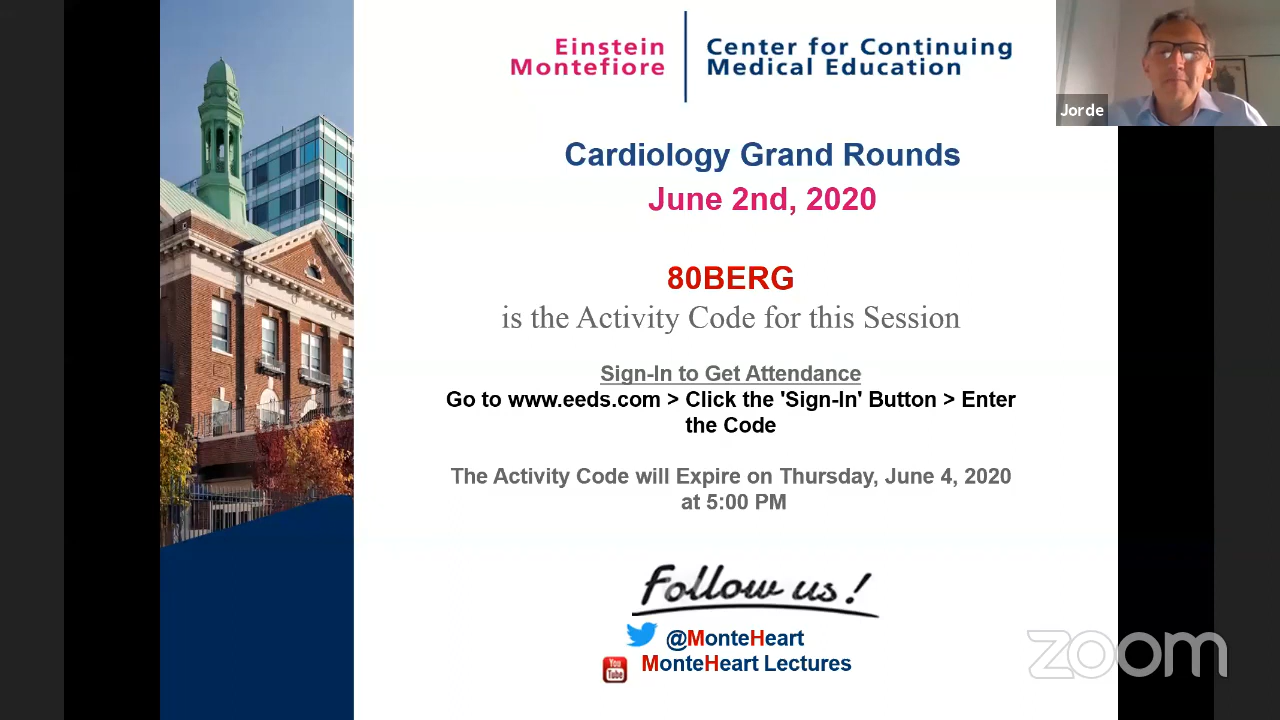 Einstein
Montefiore
Center for Continuing
Medical Education
Jorde
Cardiology Grand Rounds
June 2nd, 2020
80BERG
is the Activity Code for this Session
Sign-In to Get Attendance
Go to www.eeds.com > Click the 'Sign-In' Button > Enter
the Code
The Activity Code will Expire on Thursday, June 4, 2020
at 5:00 PM
Follow us!
@MonteHeart
You
Tube
MonteHeart Lectures
zoom